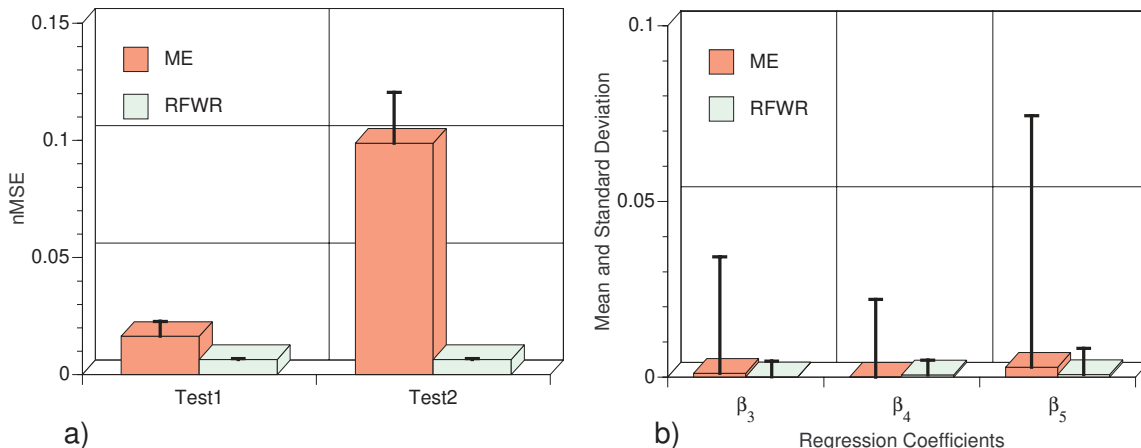 0.15
0.1
0.05
0
nMSE
ME
RFWR
Test1
Test2
a)
0.1
0.05
0
Mean and Standard Deviation
ME
RFWR
β3
β4
β5
Regression Coefficients
b)